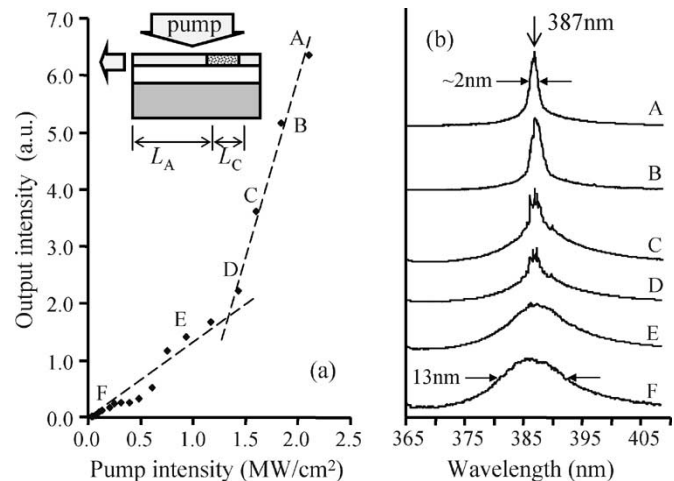 pump
L_A
L_C
A
B
C
D
E
F
(a)
7.0
6.0
5.0
4.0
3.0
2.0
1.0
0.0
0.0 0.5 1.0 1.5 2.0 2.5
Output intensity (a.u.)
Pump intensity (MW/cm²)
(b)
387nm
~2nm
A
B
C
D
E
13nm
F
365 375 385 395 405
Wavelength (nm)